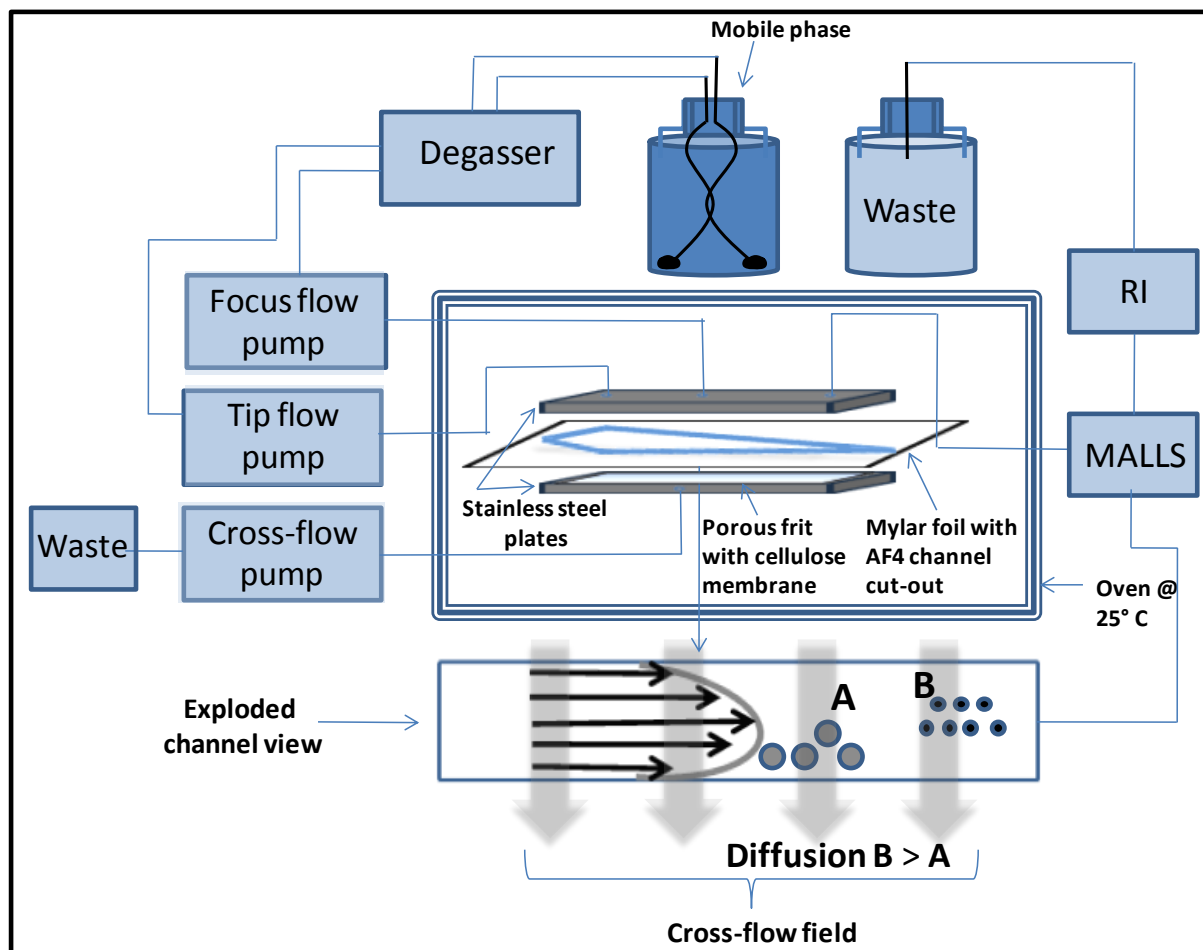 Mobile phase
Degasser
Waste
Focus flow
pump
RI
Tip flow
pump
MALLS
Stainless steel
plates
Porous frit
with cellulose
membrane
Mylar foil with
AF4 channel
cut-out
Waste
Cross-flow
pump
Oven @
25° C
Exploded
channel view
A
B
Diffusion B > A
Cross-flow field